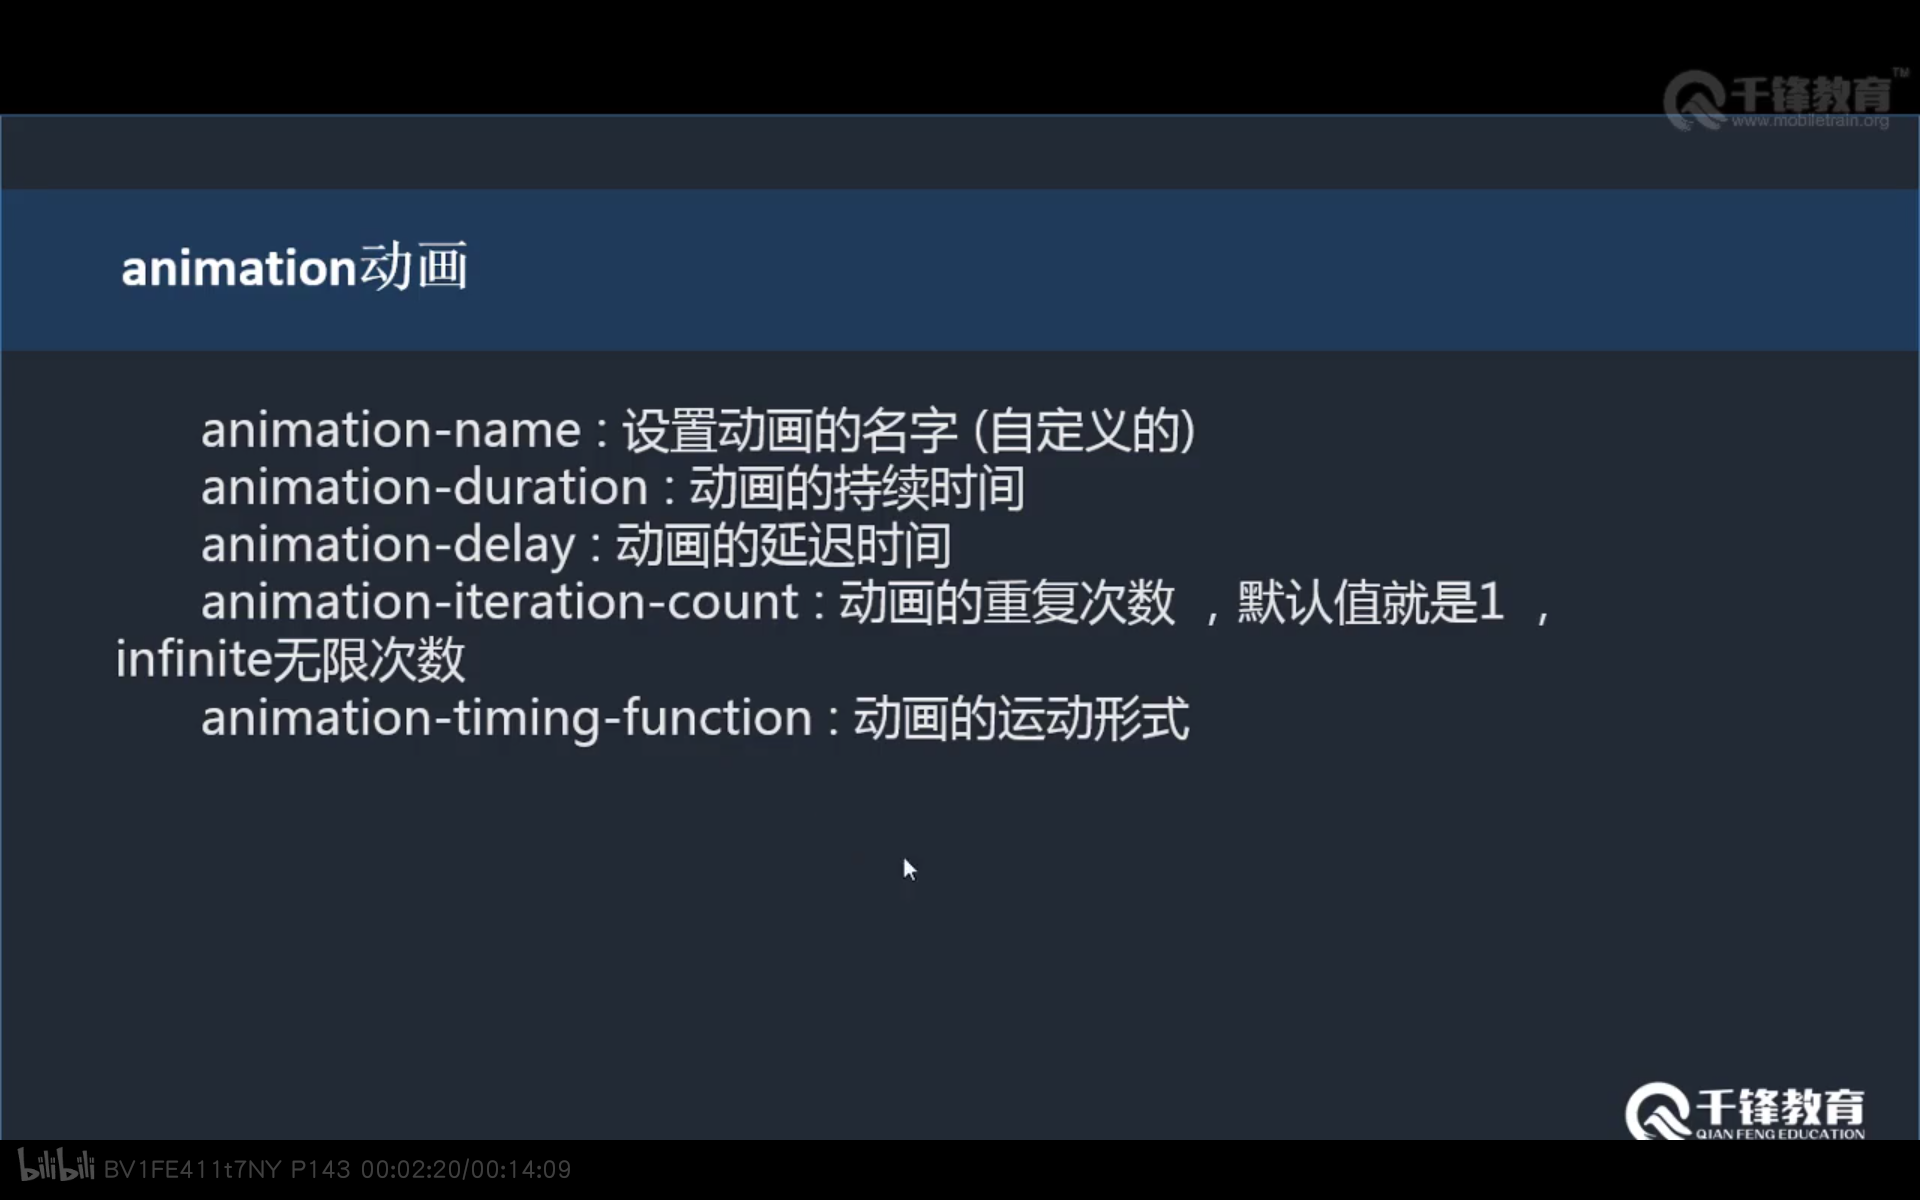 千锋教育™
www.mobiletrain.org
animation动画
animation-name : 设置动画的名字 (自定义的)
animation-duration : 动画的持续时间
animation-delay : 动画的延迟时间
animation-iteration-count : 动画的重复次数 ，默认值就是1 ，
infinite无限次数
animation-timing-function : 动画的运动形式
千锋教育
QIAN FENG EDUCATION
bilibili BV1FE411t7NY P143 00:02:20/00:14:09